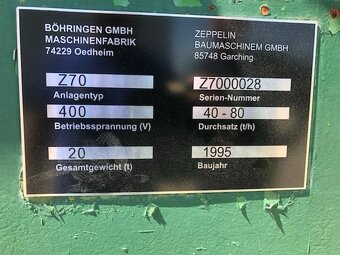 BÖHRINGEN GMBH
MASCHINENFABRIK
74229 Oedheim
ZEPPELIN
BAUMASCHINEM GMBH
85748 Garching
Z70
Anlagentyp
Z7000028
Serien-Nummer
400
Betriebssprannung (V)
40 - 80
Durchsatz (t/h)
20
Gesamtgewicht (t)
1995
Baujahr